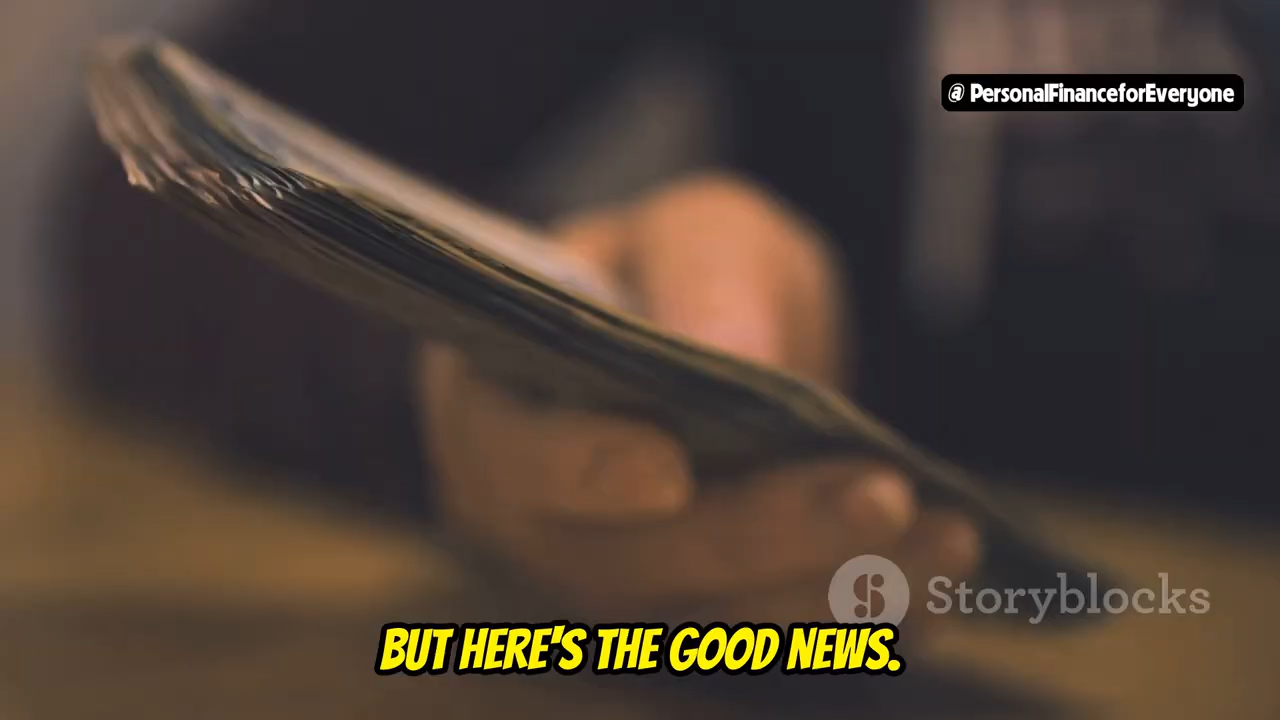 @ PersonalFinanceforEveryone
Storyblocks
BUT HERE'S THE GOOD NEWS.